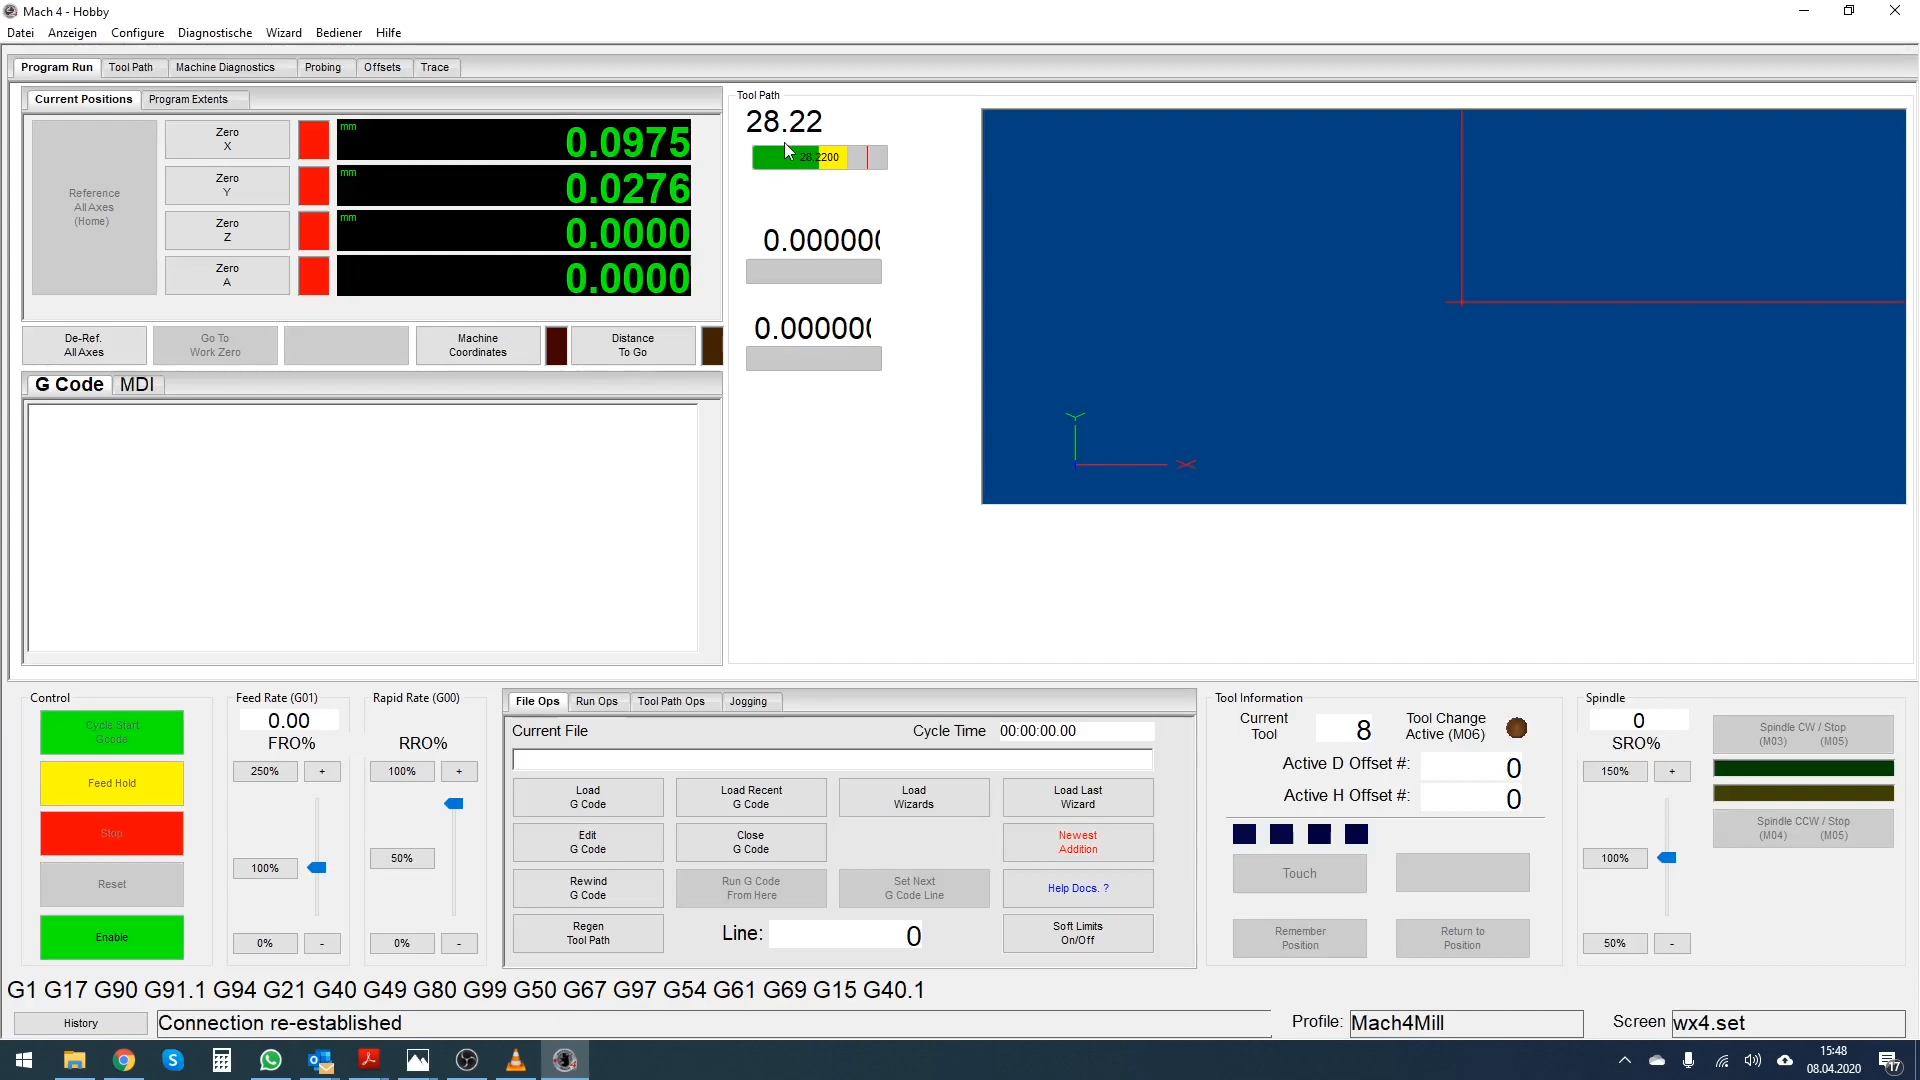 Mach 4 - Hobby
Datei Anzeigen Configure Diagnostische Wizard Bediener Hilfe
Program Run Tool Path Machine Diagnostics Probing Offsets Trace
Current Positions Program Extents
Reference
All Axes
(Home)
Zero
X
mm
0.0975
Zero
Y
mm
0.0276
Zero
Z
mm
0.0000
Zero
A
0.0000
De-Ref.
All Axes
Go To
Work Zero
Machine
Coordinates
Distance
To Go
G Code MDI
Tool Path
28.22
28.2200
0.000000
0.000000
Y
X
Control
Cycle Start
Gcode
Feed Hold
Stop
Reset
Enable
Feed Rate (G01)
0.00
FRO%
250% +
100%
0% -
Rapid Rate (G00)
RRO%
100% +
50%
0% -
File Ops Run Ops Tool Path Ops Jogging
Current File
Cycle Time 00:00:00.00
Load
G Code
Load Recent
G Code
Load
Wizards
Load Last
Wizard
Edit
G Code
Close
G Code
Newest
Addition
Rewind
G Code
Run G Code
From Here
Set Next
G Code Line
Help Docs. ?
Regen
Tool Path
Line: 0
Soft Limits
On/Off
Tool Information
Current
Tool
8
Tool Change
Active (M06)
Active D Offset #: 0
Active H Offset #: 0
Touch
Remember
Position
Return to
Position
Spindle
0
SRO%
150% +
100%
50% -
Spindle CW / Stop
(M03) (M05)
Spindle CCW / Stop
(M04) (M05)
G1 G17 G90 G91.1 G94 G21 G40 G49 G80 G99 G50 G67 G97 G54 G61 G69 G15 G40.1
History Connection re-established Profile: Mach4Mill Screen wx4.set
15:48
08.04.2020
17